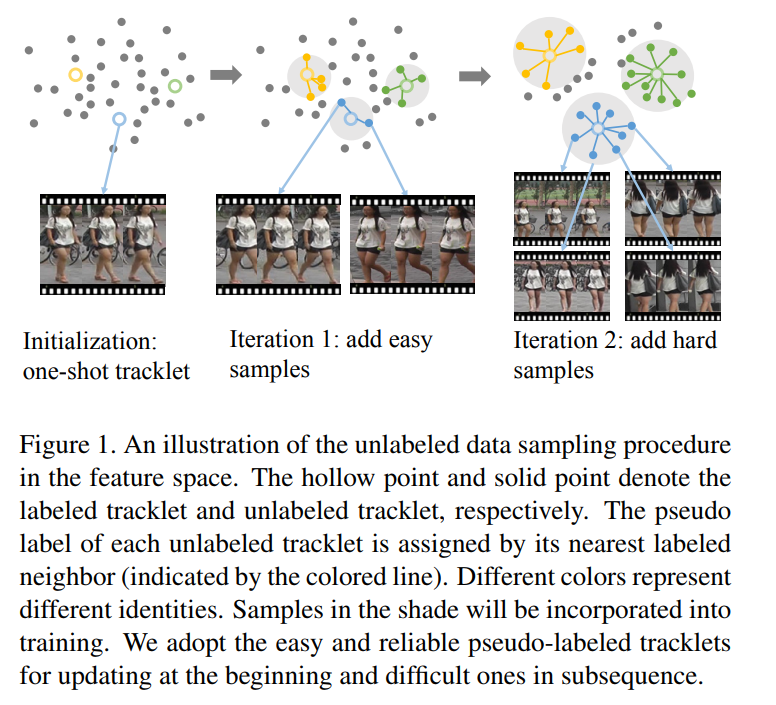 Initialization:
one-shot tracklet
Iteration 1: add easy
samples
Iteration 2: add hard
samples
Figure 1. An illustration of the unlabeled data sampling procedure
in the feature space. The hollow point and solid point denote the
labeled tracklet and unlabeled tracklet, respectively. The pseudo
label of each unlabeled tracklet is assigned by its nearest labeled
neighbor (indicated by the colored line). Different colors represent
different identities. Samples in the shade will be incorporated into
training. We adopt the easy and reliable pseudo-labeled tracklets
for updating at the beginning and difficult ones in subsequence.